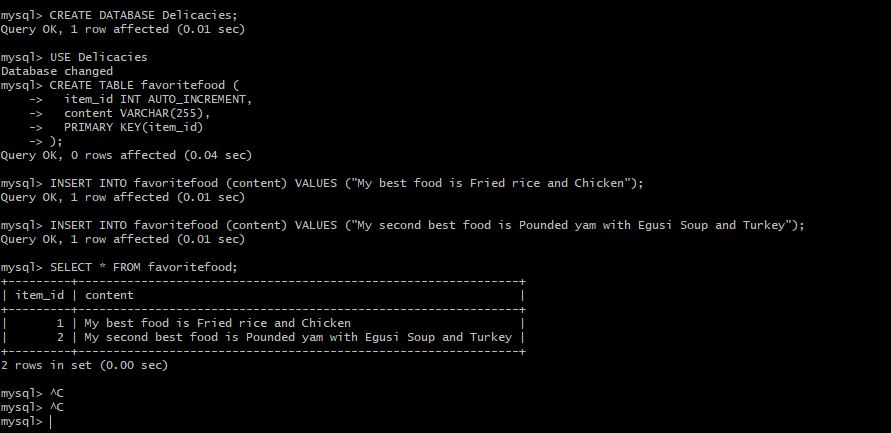 mysql> CREATE DATABASE Delicacies;
Query OK, 1 row affected (0.01 sec)
mysql> USE Delicacies
Database changed
mysql> CREATE TABLE favoritefood (
    ->   item_id INT AUTO_INCREMENT,
    ->   content VARCHAR(255),
    ->   PRIMARY KEY(item_id)
    -> );
Query OK, 0 rows affected (0.04 sec)
mysql> INSERT INTO favoritefood (content) VALUES ("My best food is Fried rice and Chicken");
Query OK, 1 row affected (0.01 sec)
mysql> INSERT INTO favoritefood (content) VALUES ("My second best food is Pounded yam with Egusi Soup and Turkey");
Query OK, 1 row affected (0.01 sec)
mysql> SELECT * FROM favoritefood;
+---------+---------------------------------------------------------------+
| item_id | content                                                       |
+---------+---------------------------------------------------------------+
|       1 | My best food is Fried rice and Chicken                        |
|       2 | My second best food is Pounded yam with Egusi Soup and Turkey |
+---------+---------------------------------------------------------------+
2 rows in set (0.00 sec)
mysql> ^C
mysql> ^C
mysql>